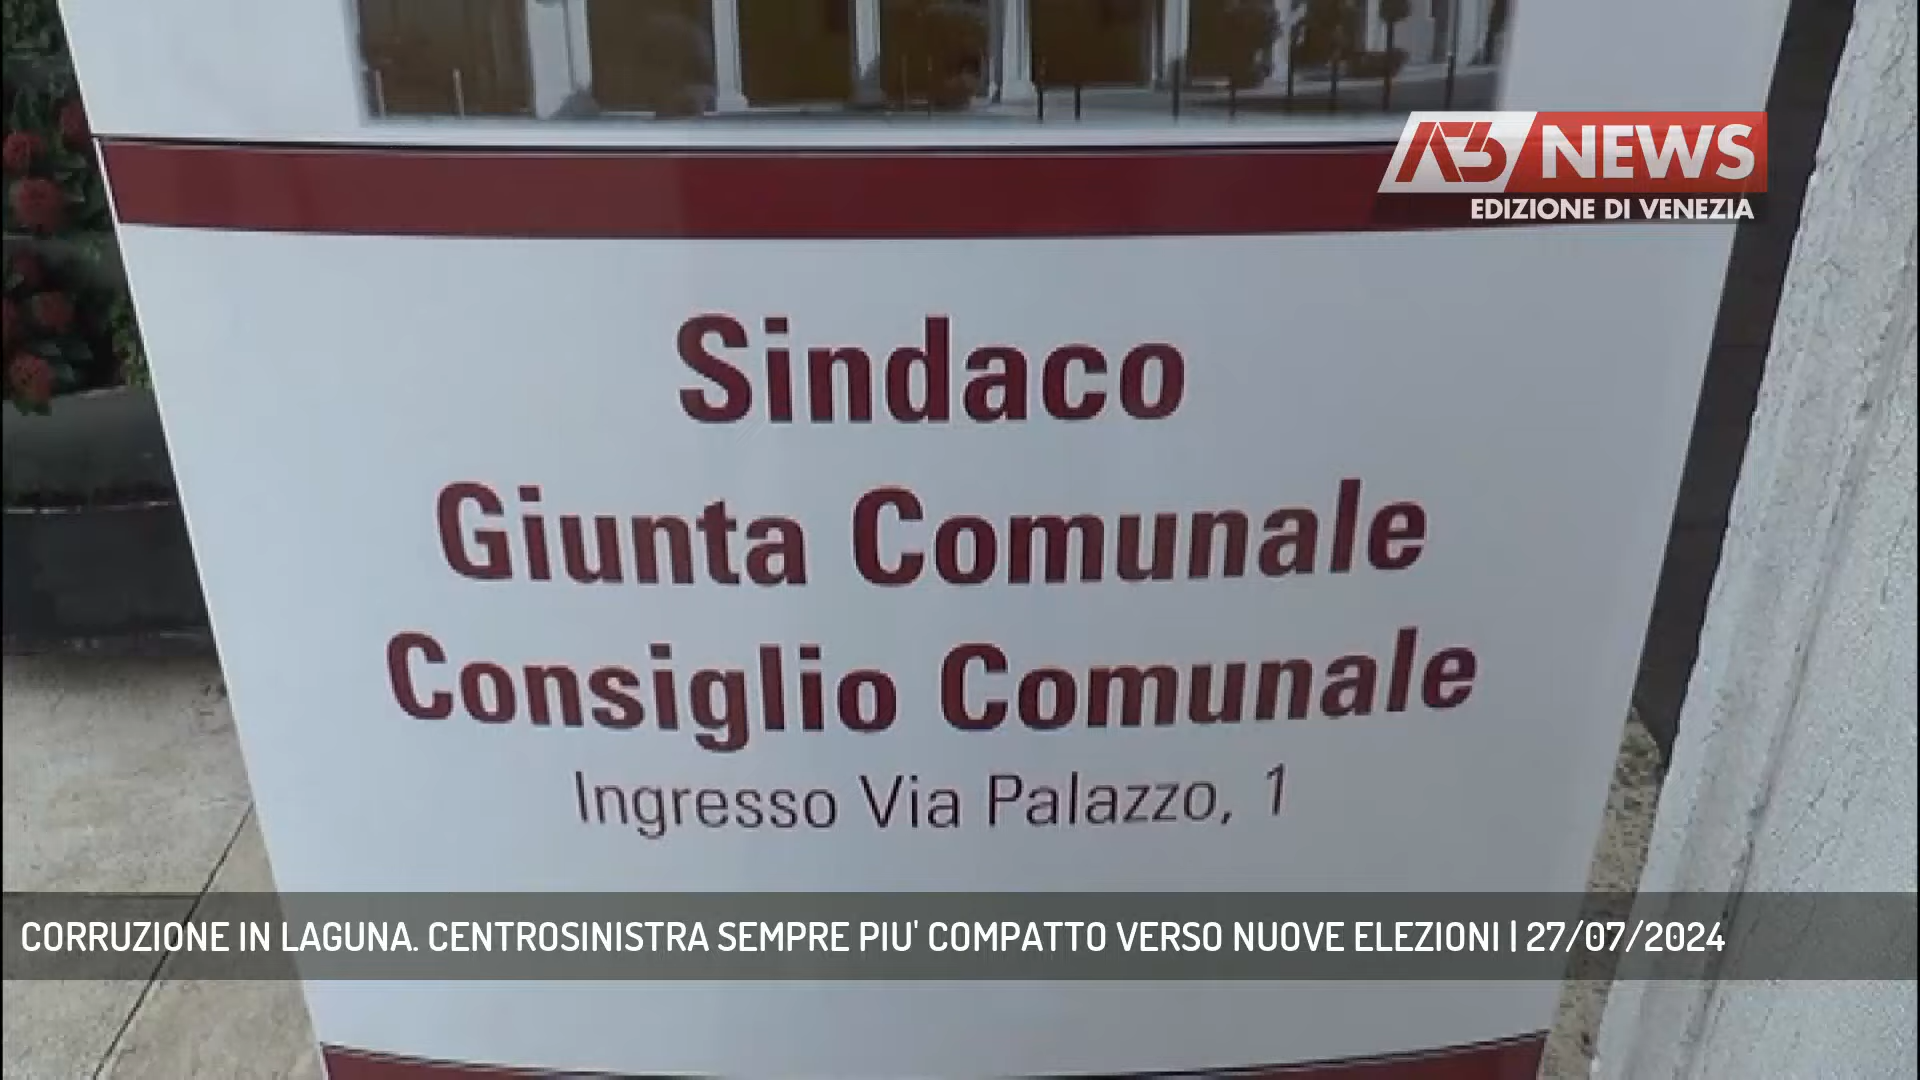 A3 NEWS
EDIZIONE DI VENEZIA
Sindaco
Giunta Comunale
Consiglio Comunale
Ingresso Via Palazzo, 1
CORRUZIONE IN LAGUNA. CENTROSINISTRA SEMPRE PIU' COMPATTO VERSO NUOVE ELEZIONI | 27/07/2024